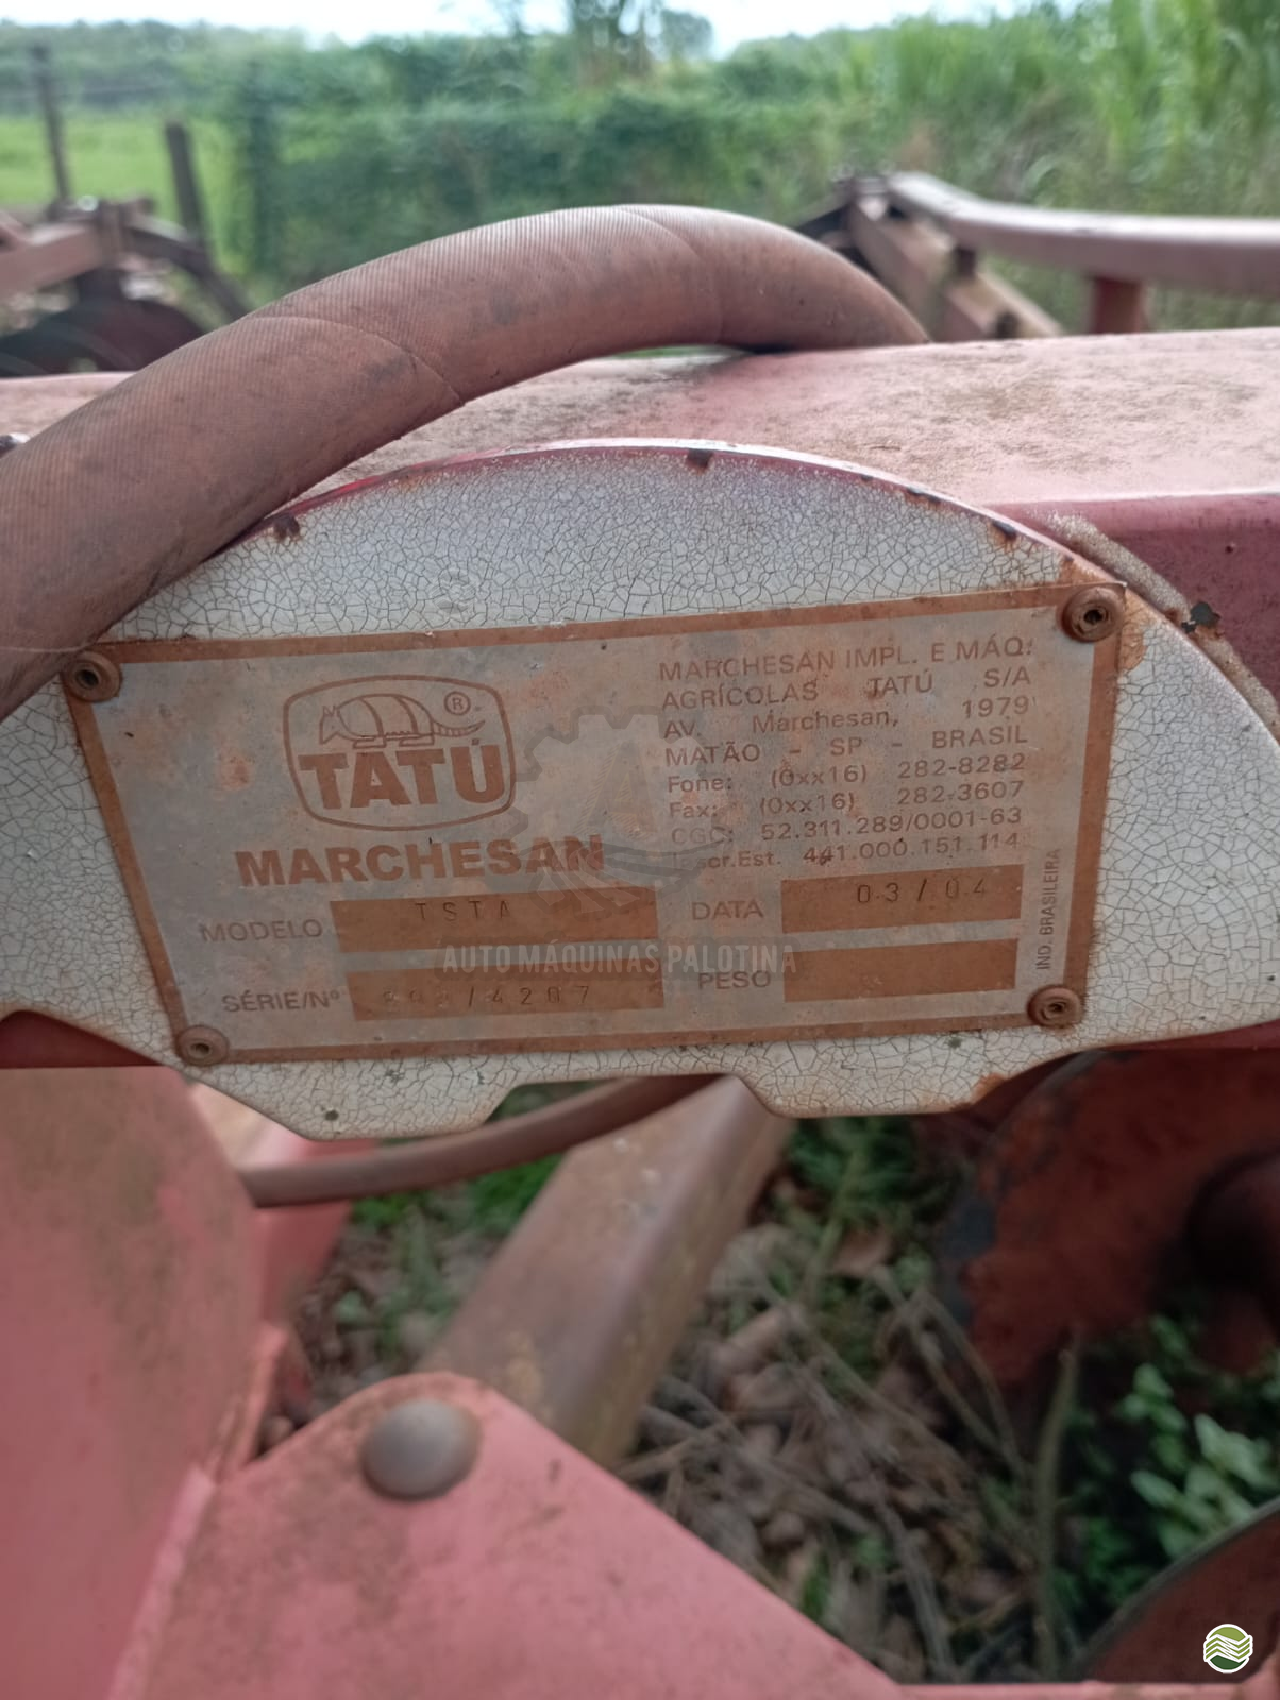 TATÚ
®
MARCHESAN
MARCHESAN IMPL. E MÁQ.
AGRÍCOLAS TATÚ S/A
AV. Marchesan, 1979
MATÃO - SP - BRASIL
Fone: (0xx16) 282-8282
Fax: (0xx16) 282-3607
CGC: 52.311.289/0001-63
Inscr.Est. 441.000.151.114
MODELO TSTA
DATA 03/04
SÉRIE/Nº /4207
PESO
IND. BRASILEIRA
AUTO MÁQUINAS PALOTINA